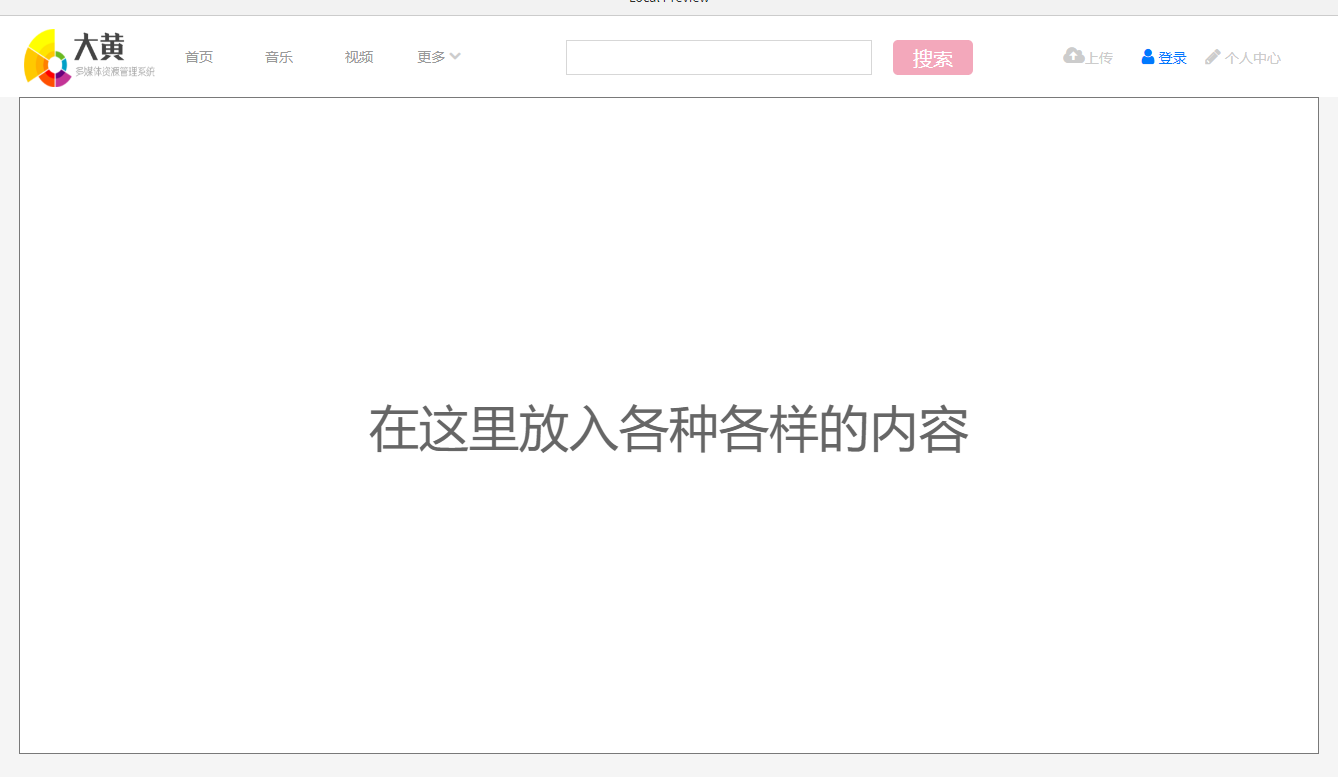 Local Preview
大黄
多媒体资源管理系统
首页
音乐
视频
更多
搜索
上传
登录
个人中心
在这里放入各种各样的内容